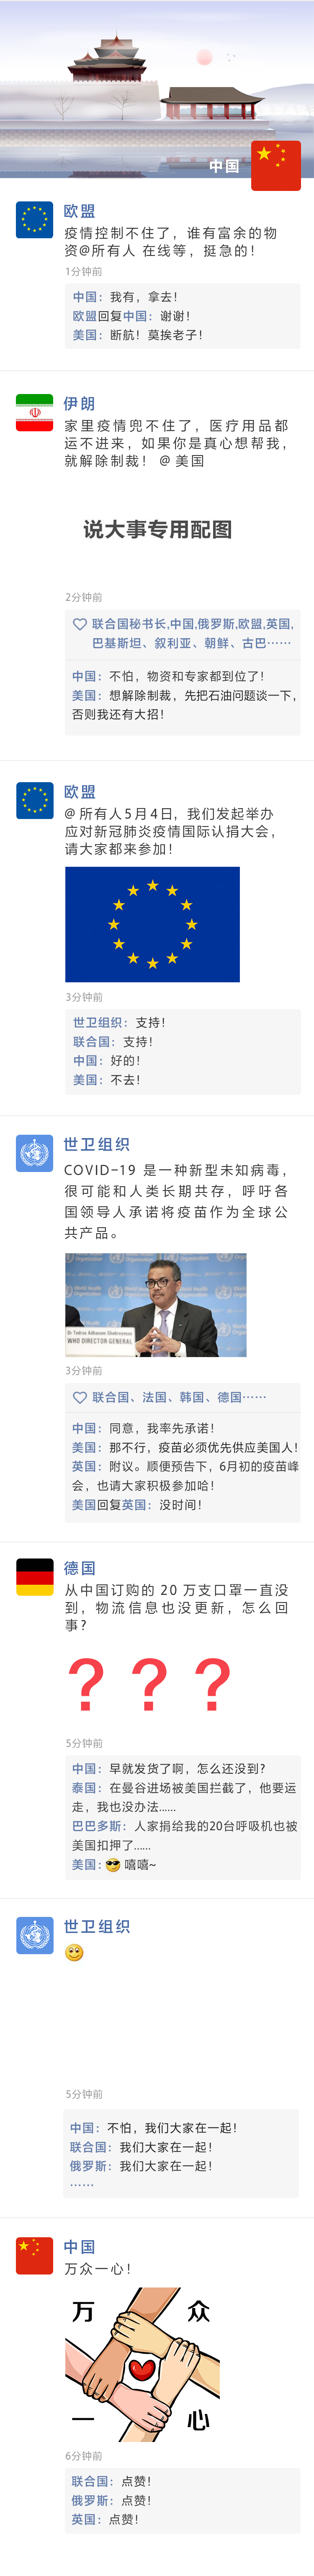 中国
欧盟
疫情控制不住了，谁有富余的物
资@所有人 在线等，挺急的！
1分钟前
中国：我有，拿去！
欧盟回复中国：谢谢！
美国：断航！莫挨老子！
伊朗
家里疫情兜不住了，医疗用品都
运不进来，如果你是真心想帮我，
就解除制裁！@美国
说大事专用配图
2分钟前
联合国秘书长,中国,俄罗斯,欧盟,英国,
巴基斯坦、叙利亚、朝鲜、古巴……
中国：不怕，物资和专家都到位了！
美国：想解除制裁，先把石油问题谈一下，
否则我还有大招！
欧盟
@所有人5月4日，我们发起举办
应对新冠肺炎疫情国际认捐大会，
请大家都来参加！
3分钟前
世卫组织：支持！
联合国：支持！
中国：好的！
美国：不去！
世卫组织
COVID-19 是一种新型未知病毒，
很可能和人类长期共存，呼吁各
国领导人承诺将疫苗作为全球公
共产品。
Dr Tedros Adhanom Ghebreyesus
WHO DIRECTOR-GENERAL
3分钟前
联合国、法国、韩国、德国……
中国：同意，我率先承诺！
美国：那不行，疫苗必须优先供应美国人！
英国：附议。顺便预告下，6月初的疫苗峰
会，也请大家积极参加哈！
美国回复英国：没时间！
德国
从中国订购的 20 万支口罩一直没
到，物流信息也没更新，怎么回
事？
？？？
5分钟前
中国：早就发货了啊，怎么还没到？
泰国：在曼谷进场被美国拦截了，他要运
走，我也没办法......
巴巴多斯：人家捐给我的20台呼吸机也被
美国扣押了......
美国：😎 嘻嘻~
世卫组织
🙂
5分钟前
中国：不怕，我们大家在一起！
联合国：我们大家在一起！
俄罗斯：我们大家在一起！
……
中国
万众一心！
万 众
一 心
6分钟前
联合国：点赞！
俄罗斯：点赞！
英国：点赞！